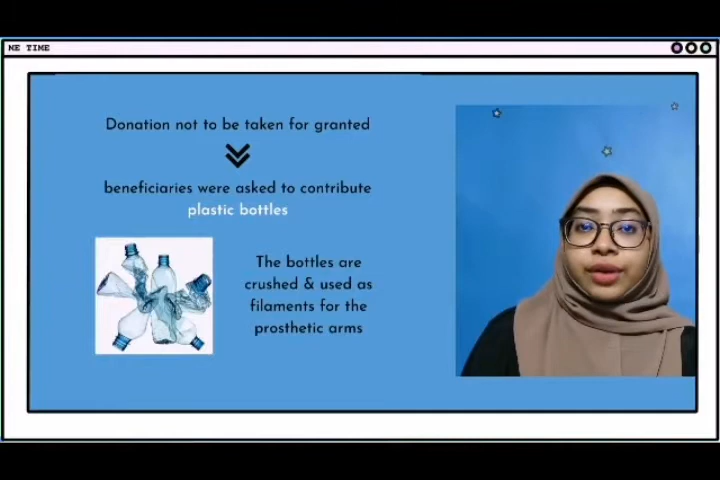 ME TIME
Donation not to be taken for granted
beneficiaries were asked to contribute
plastic bottles
The bottles are
crushed & used as
filaments for the
prosthetic arms